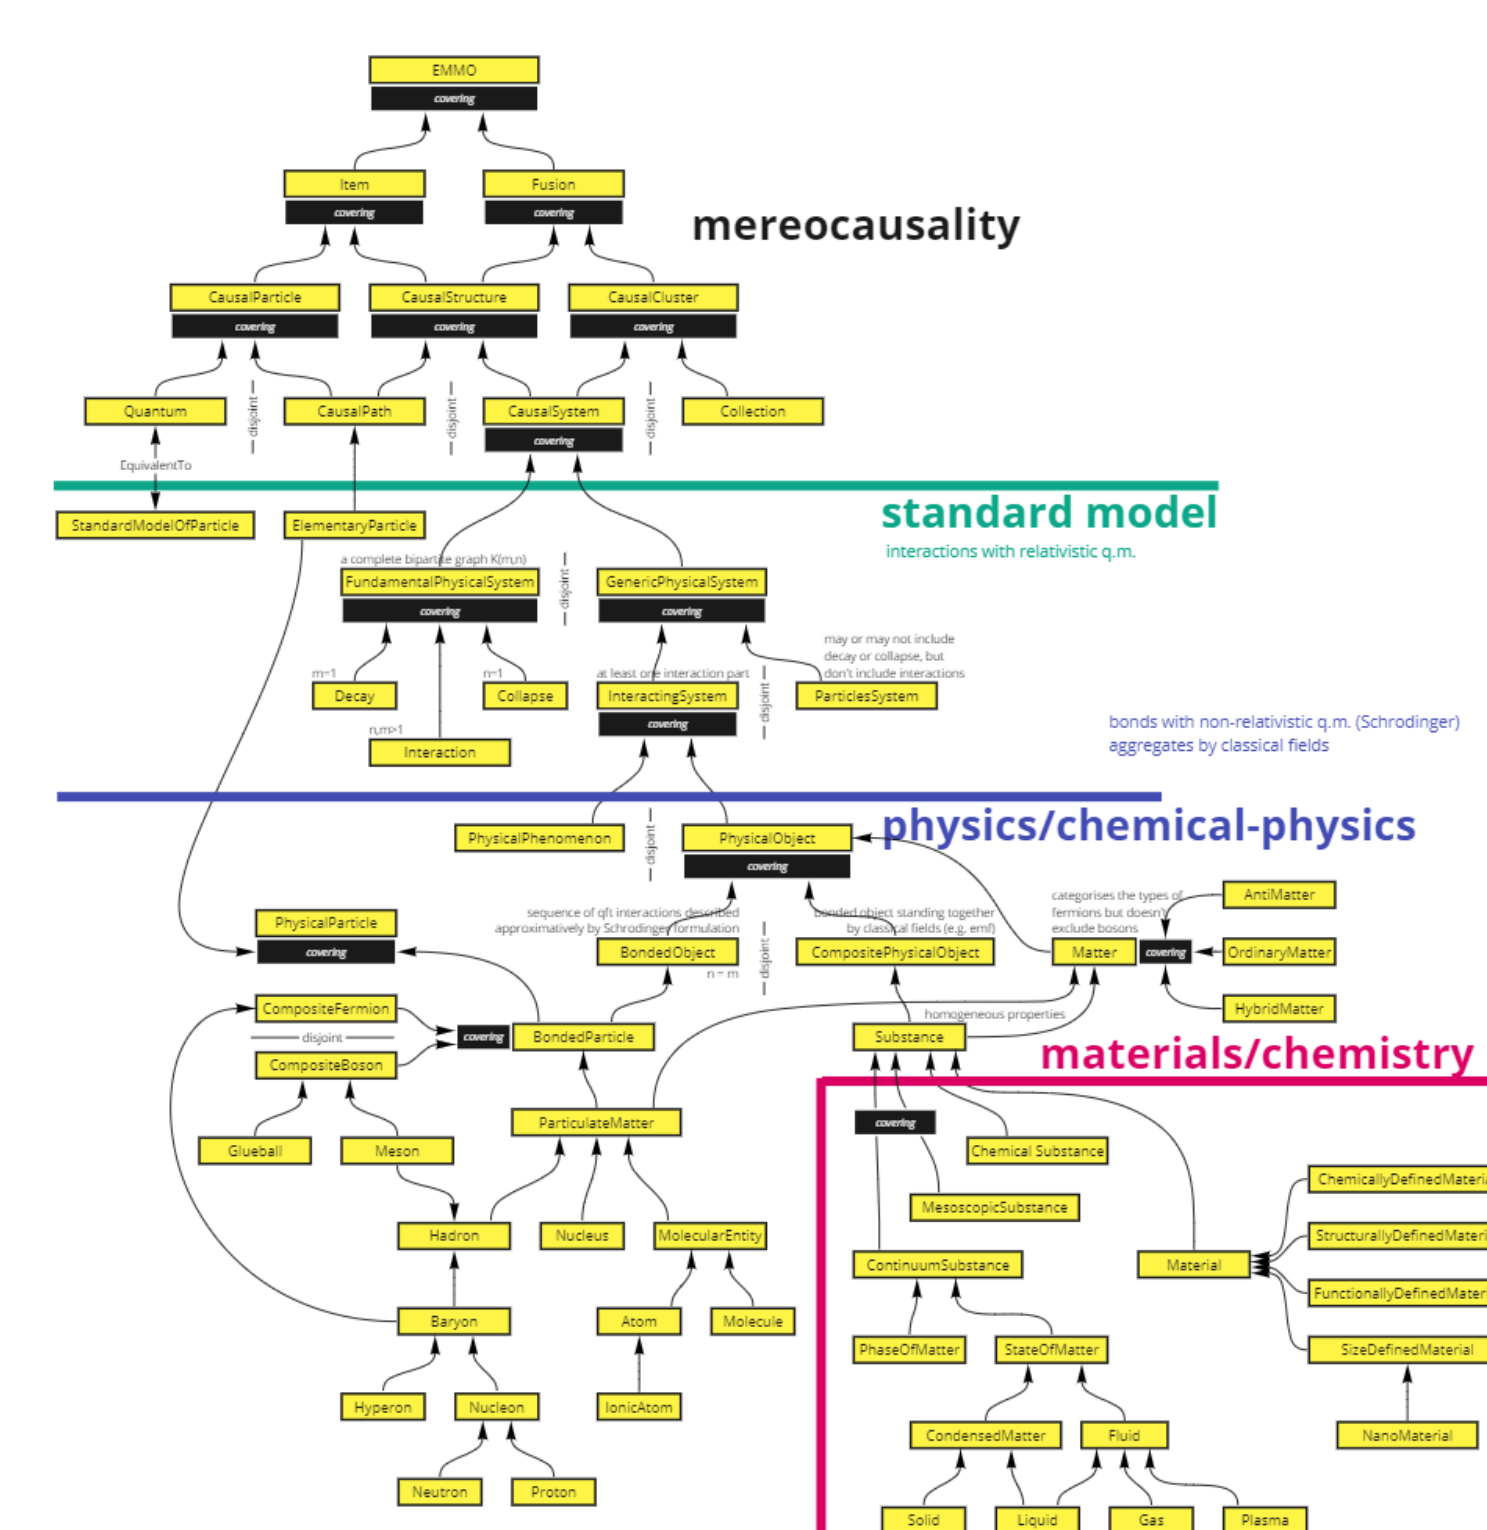 EMMO
covering
Item
Fusion
covering
covering
mereocausality
CausalParticle
CausalStructure
CausalCluster
covering
covering
covering
Quantum
disjoint
CausalPath
disjoint
CausalSystem
disjoint
Collection
covering
EquivalentTo
standard model
StandardModelOfParticle
ElementaryParticle
interactions with relativistic q.m.
a complete bipartite graph K(m,n)
FundamentalPhysicalSystem
disjoint
GenericPhysicalSystem
covering
covering
may or may not include
decay or collapse, but
don't include interactions
m=1
n=1
at least one interaction part
Decay
Collapse
InteractingSystem
disjoint
ParticlesSystem
covering
n,m>1
Interaction
bonds with non-relativistic q.m. (Schrodinger)
aggregates by classical fields
physics/chemical-physics
PhysicalPhenomenon
disjoint
PhysicalObject
covering
categorises the types of
fermions but doesn't
exclude bosons
AntiMatter
PhysicalParticle
covering
sequence of qft interactions described
approximatively by Schrodinger formulation
BondedObject
n = m
disjoint
bonded object standing together
by classical fields (e.g. emf)
CompositePhysicalObject
Matter
covering
OrdinaryMatter
HybridMatter
CompositeFermion
disjoint
CompositeBoson
covering
BondedParticle
homogeneous properties
Substance
materials/chemistry
ParticulateMatter
covering
Glueball
Meson
Chemical Substance
ChemicallyDefinedMateria
MesoscopicSubstance
Hadron
Nucleus
MolecularEntity
StructurallyDefinedMateri
ContinuumSubstance
Material
FunctionallyDefinedMater
Baryon
Atom
Molecule
PhaseOfMatter
StateOfMatter
SizeDefinedMaterial
Hyperon
Nucleon
IonicAtom
CondensedMatter
Fluid
NanoMaterial
Neutron
Proton
Solid
Liquid
Gas
Plasma